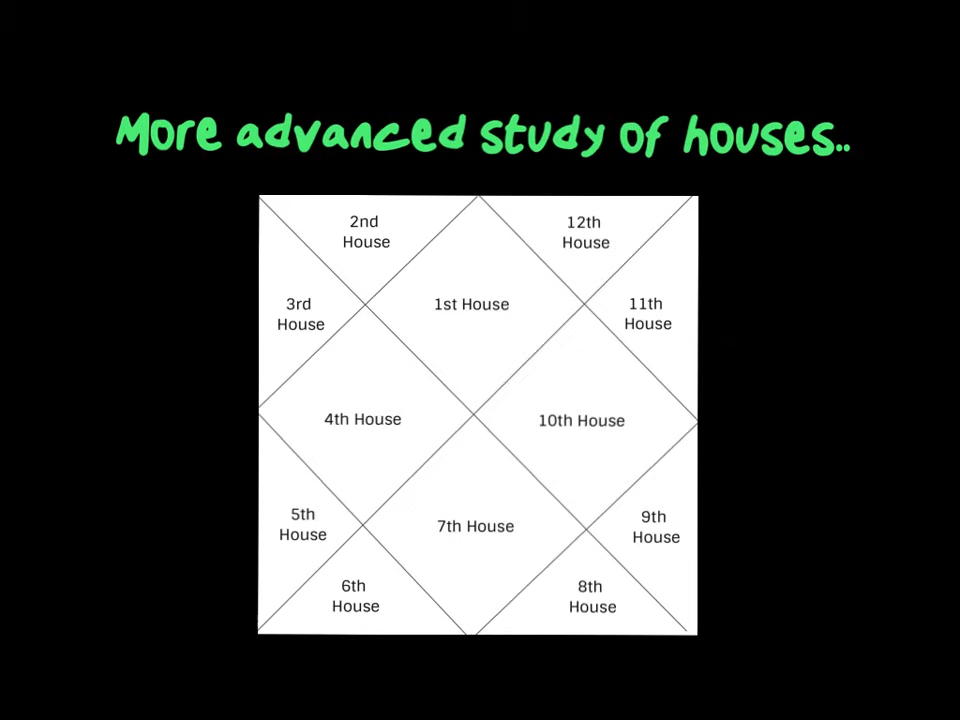 More advanced study of houses..
2nd
House
12th
House
3rd
House
1st House
11th
House
4th House
10th House
5th
House
7th House
9th
House
6th
House
8th
House